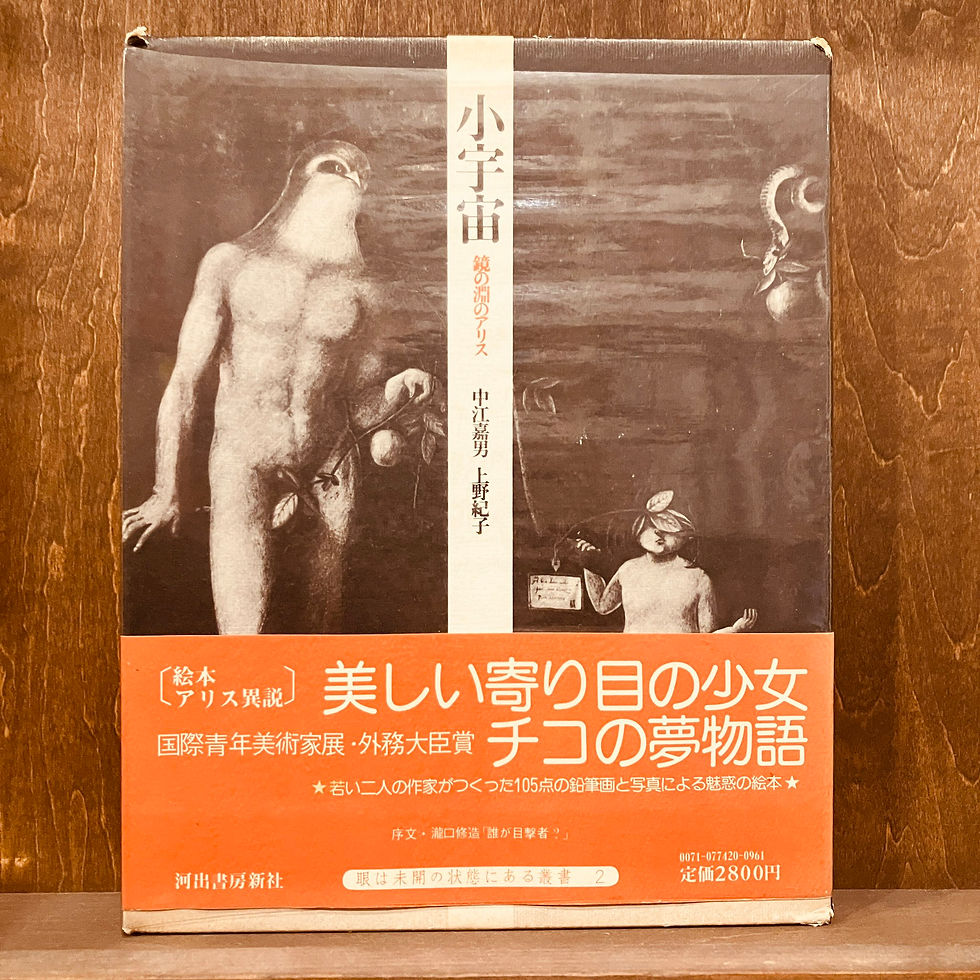 小宇宙
鏡の淵のアリス
中江嘉男 上野紀子
〔絵本
アリス異説〕
美しい寄り目の少女
チコの夢物語
国際青年美術家展・外務大臣賞
★若い二人の作家がつくった105点の鉛筆画と写真による魅惑の絵本★
序文・瀧口修造「誰が目撃者?」
0071-077420-0961
定価2800円
河出書房新社
眼は未開の状態にある叢書 2